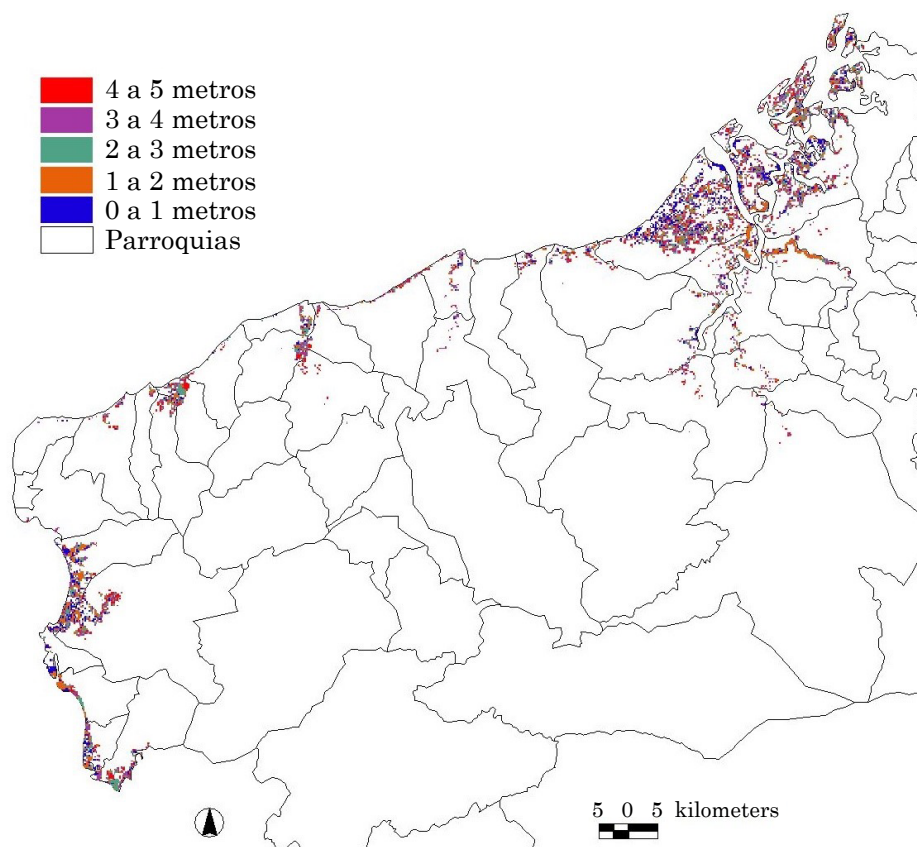 4 a 5 metros
3 a 4 metros
2 a 3 metros
1 a 2 metros
0 a 1 metros
Parroquias
5 0 5 kilometers